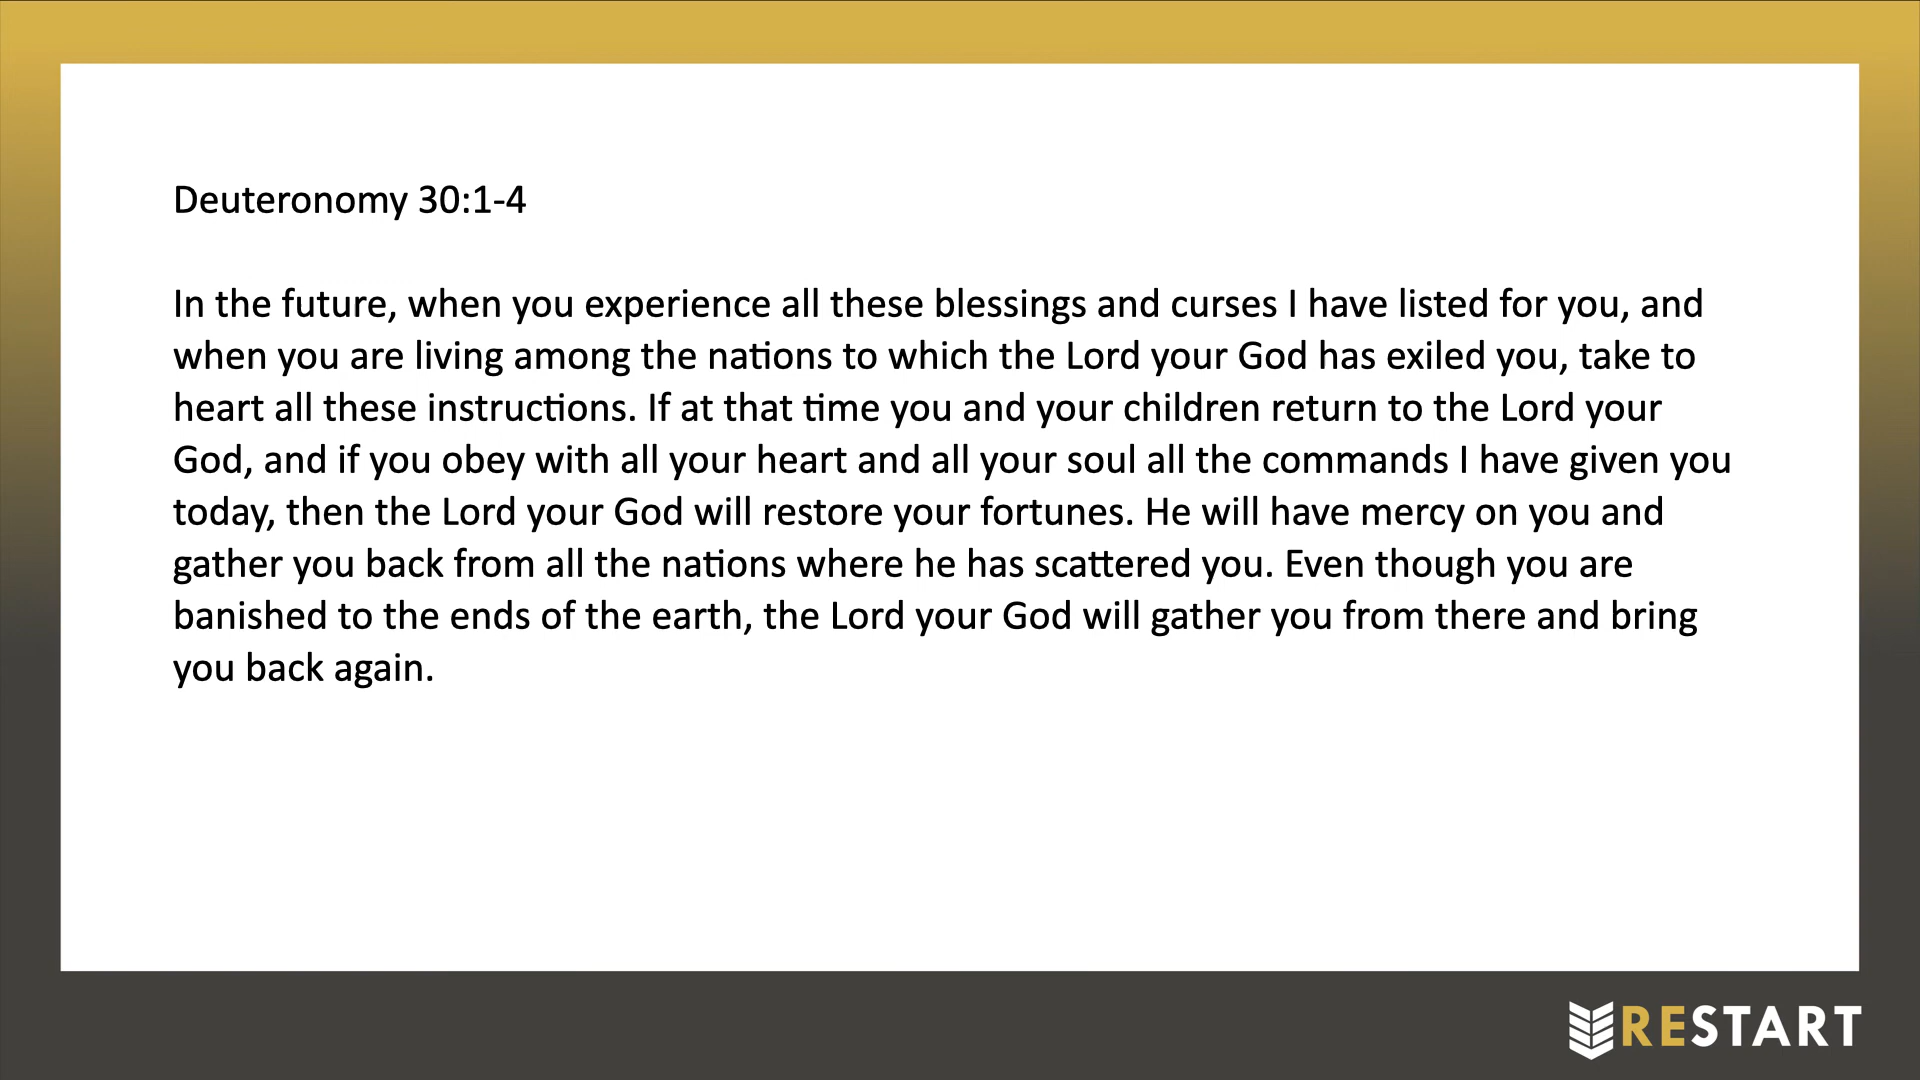 Deuteronomy 30:1-4
In the future, when you experience all these blessings and curses I have listed for you, and
when you are living among the nations to which the Lord your God has exiled you, take to
heart all these instructions. If at that time you and your children return to the Lord your
God, and if you obey with all your heart and all your soul all the commands I have given you
today, then the Lord your God will restore your fortunes. He will have mercy on you and
gather you back from all the nations where he has scattered you. Even though you are
banished to the ends of the earth, the Lord your God will gather you from there and bring
you back again.
RESTART